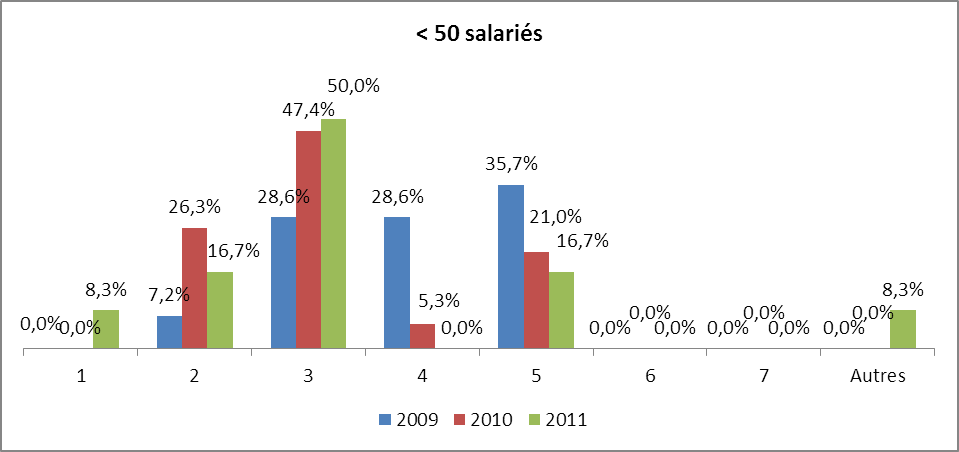 < 50 salariés
50,0%
47,4%
35,7%
28,6% 28,6%
26,3% 21,0%
16,7% 16,7%
8,3% 7,2% 5,3% 8,3%
0,0% 0,0% 0,0%
0,0% 0,0% 0,0% 0,0% 0,0% 0,0% 0,0% 0,0%
1 2 3 4 5 6 7 Autres
2009 2010 2011